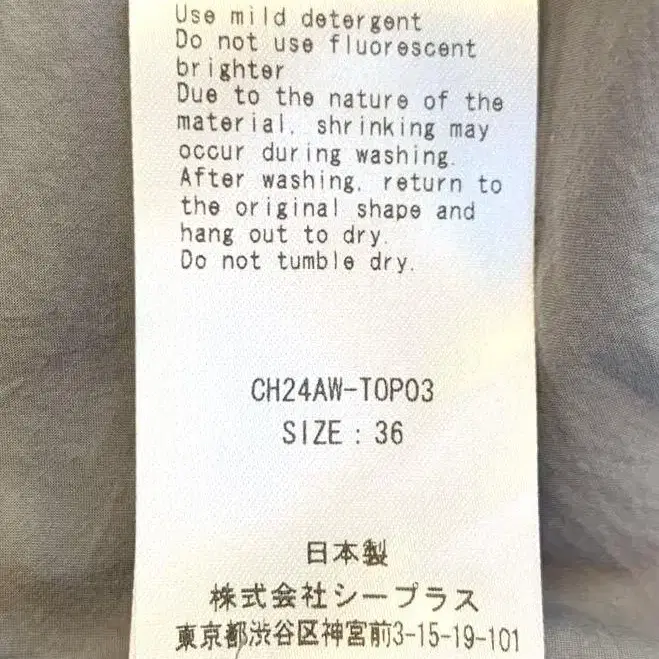 Use mild detergent
Do not use fluorescent
brighter
Due to the nature of the
material, shrinking may
occur during washing.
After washing, return to
the original shape and
hang out to dry.
Do not tumble dry.
CH24AW-TOP03
SIZE : 36
日本製
株式会社シープラス
東京都渋谷区神宮前3-15-19-101